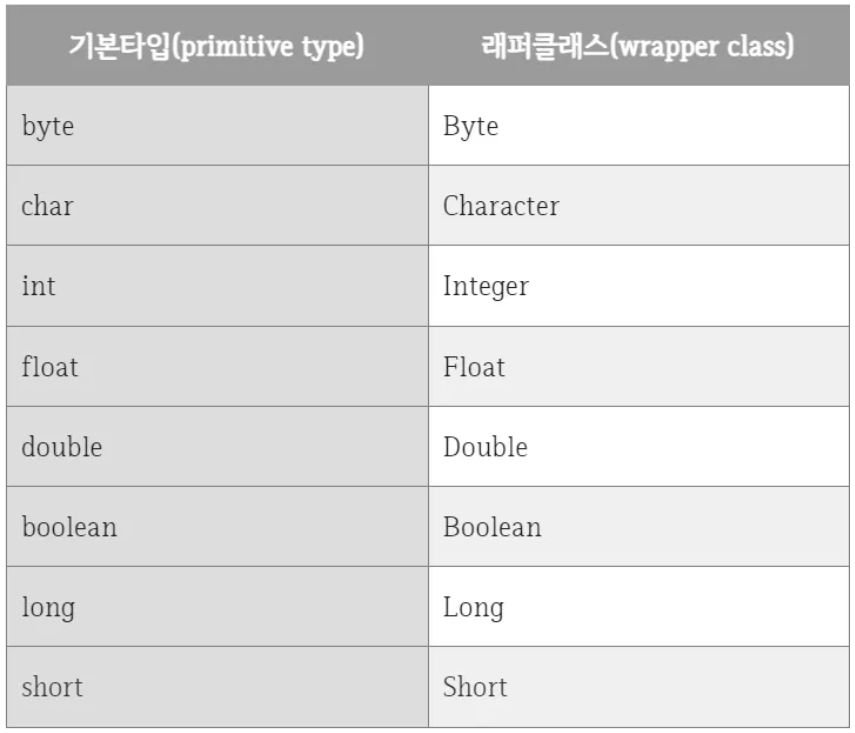 기본타입(primitive type) 래퍼클래스(wrapper class)
byte Byte
char Character
int Integer
float Float
double Double
boolean Boolean
long Long
short Short